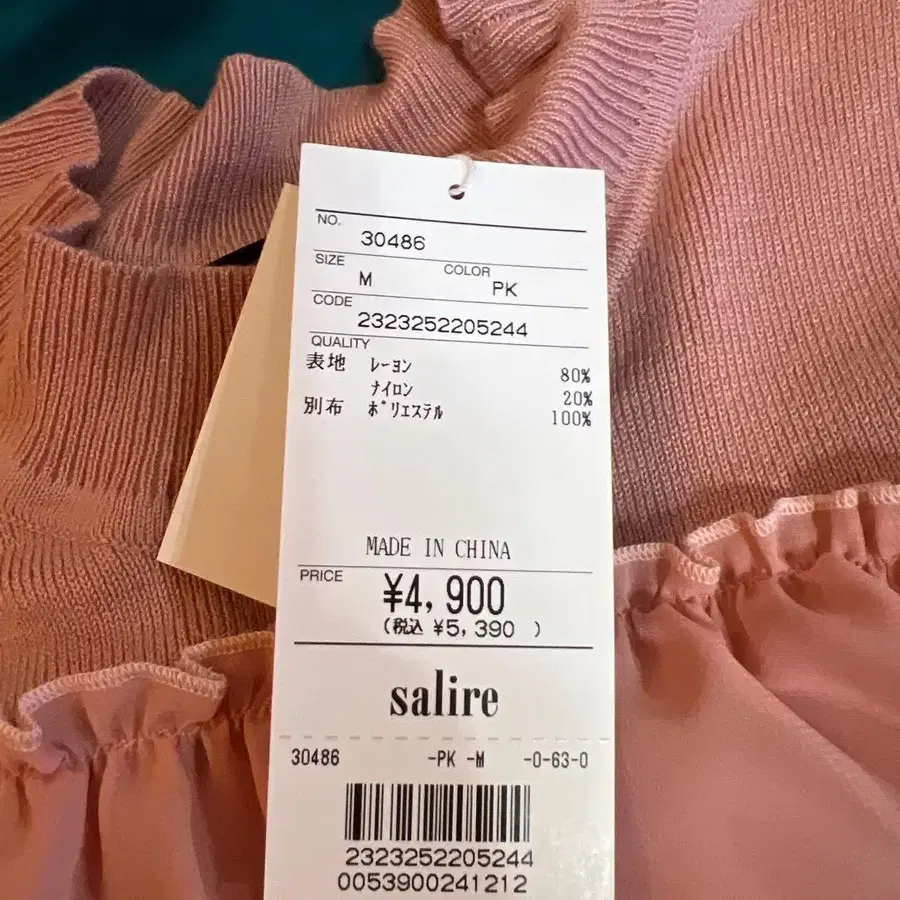 NO. 30486
SIZE M COLOR PK
CODE 2323252205244
QUALITY
表地 ﾚｰﾖﾝ 80%
ﾅｲﾛﾝ 20%
別布 ﾎﾟﾘｴｽﾃﾙ 100%
MADE IN CHINA
PRICE ¥4,900
(税込 ¥5,390 )
salire
30486 -PK -M -0-63-0
2323252205244
0053900241212